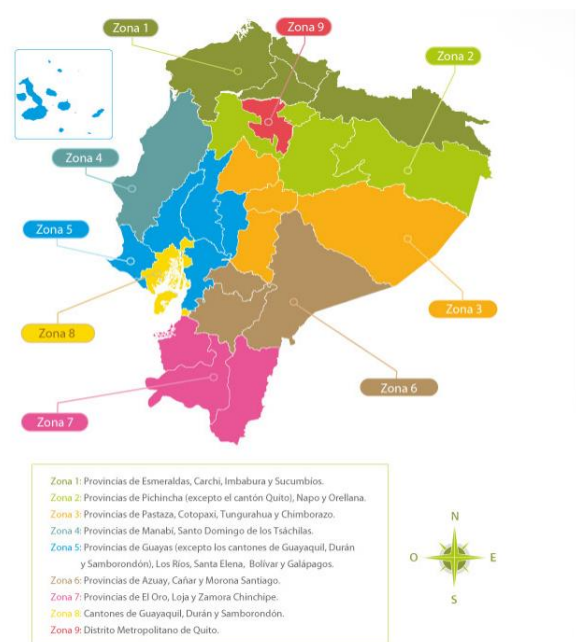 Zona 1
Zona 9
Zona 2
Zona 4
Zona 5
Zona 3
Zona 8
Zona 6
Zona 7
Zona 1: Provincias de Esmeraldas, Carchi, Imbabura y Sucumbios.
Zona 2: Provincias de Pichincha (excepto el cantón Quito), Napo y Orellana.
Zona 3: Provincias de Pastaza, Cotopaxi, Tungurahua y Chimborazo.
Zona 4: Provincias de Manabí, Santo Domingo de los Tsáchilas.
Zona 5: Provincias de Guayas (excepto los cantones de Guayaquil, Durán
y Samborondón), Los Ríos, Santa Elena, Bolívar y Galápagos.
Zona 6: Provincias de Azuay, Cañar y Morona Santiago.
Zona 7: Provincias de El Oro, Loja y Zamora Chinchipe.
Zona 8: Cantones de Guayaquil, Durán y Samborondón.
Zona 9: Distrito Metropolitano de Quito.
N
O E
S